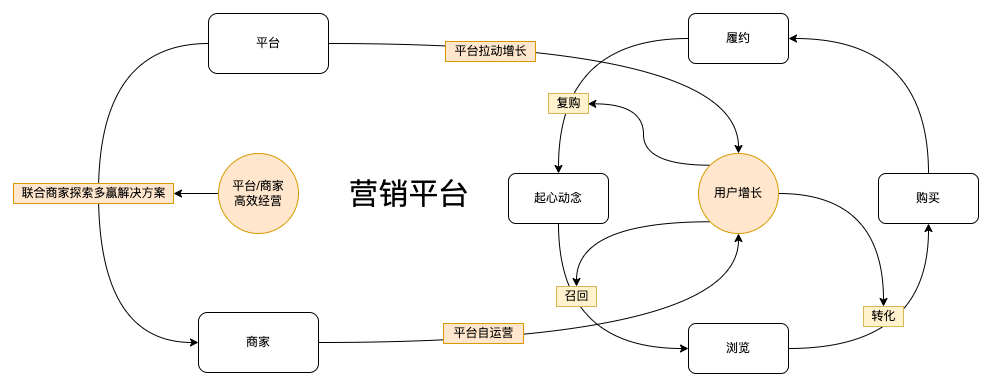 平台
履约
平台拉动增长
复购
联合商家探索多赢解决方案
平台/商家
高效经营
营销平台
起心动念
用户增长
购买
召回
转化
平台自运营
商家
浏览